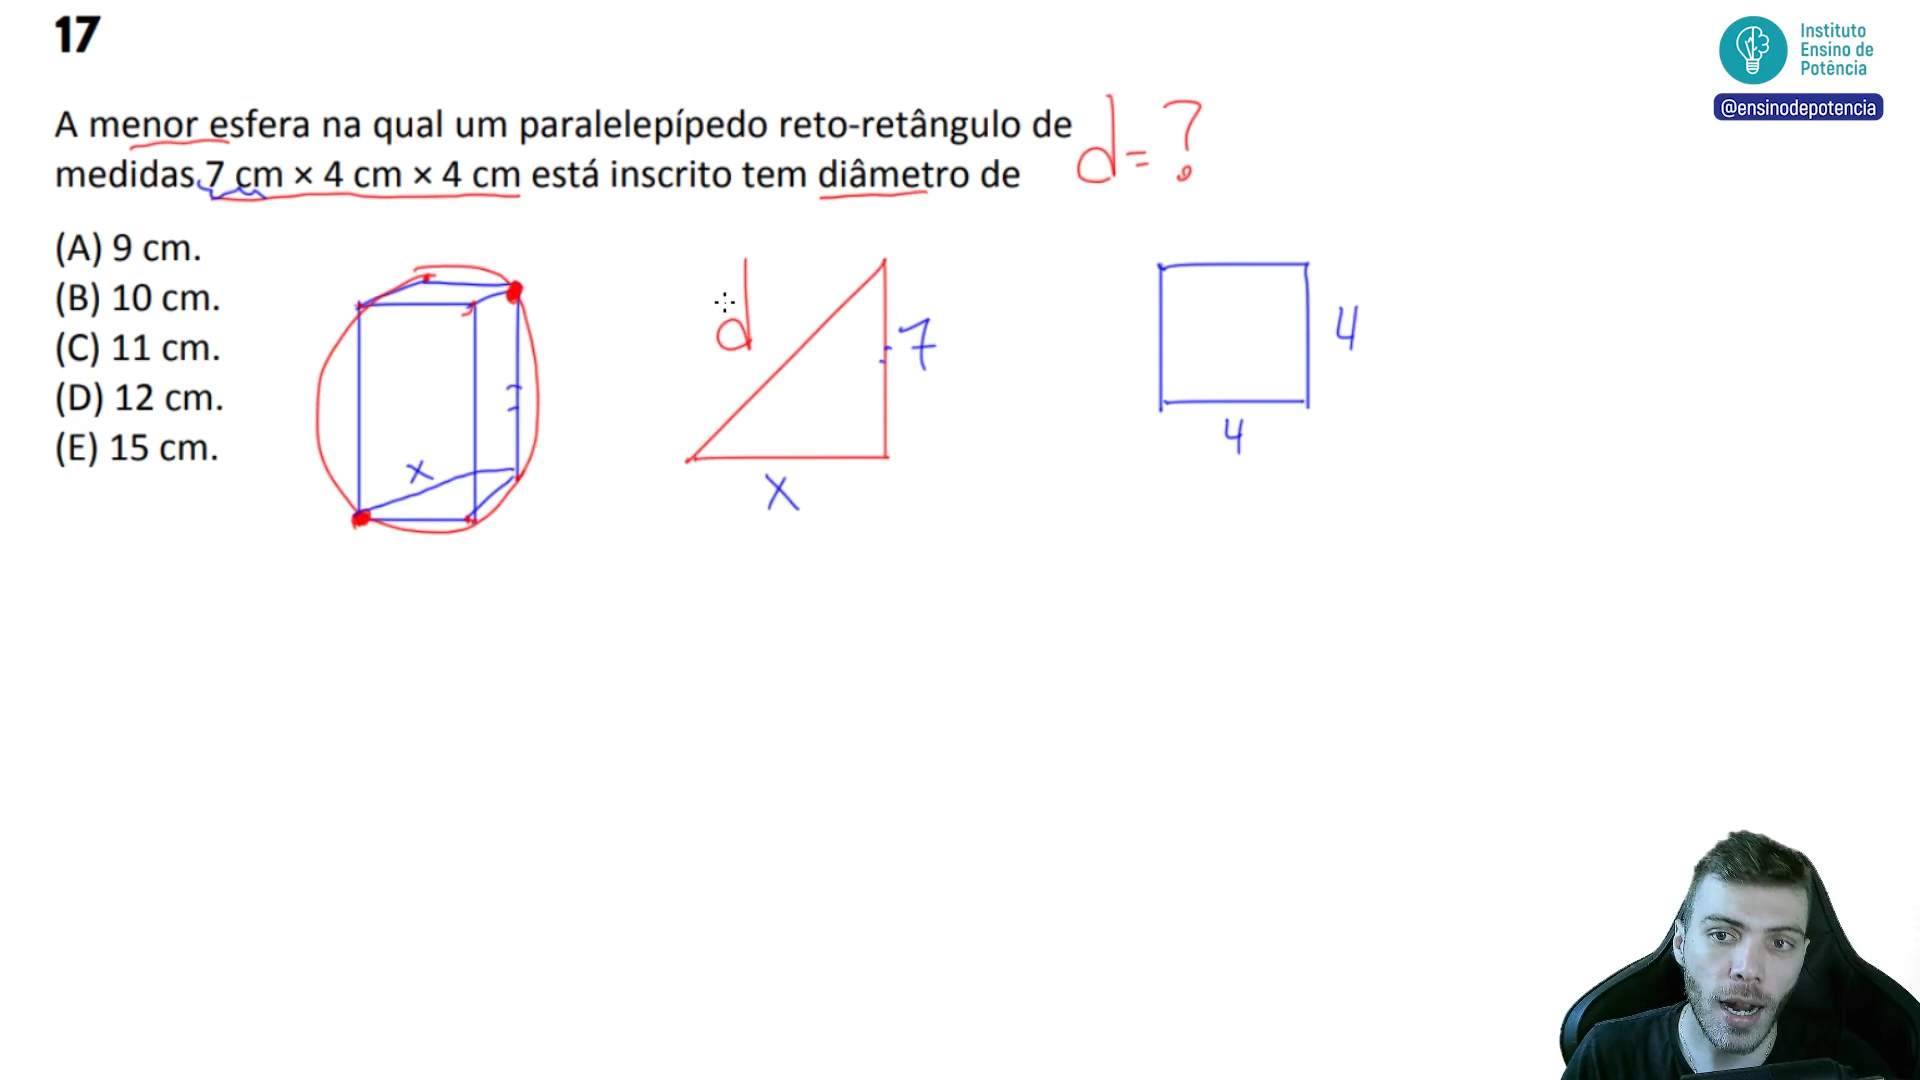 17
Instituto
Ensino de
Potência
@ensinodepotencia
A menor esfera na qual um paralelepípedo reto-retângulo de
medidas 7 cm × 4 cm × 4 cm está inscrito tem diâmetro de
d=?
(A) 9 cm.
(B) 10 cm.
(C) 11 cm.
(D) 12 cm.
(E) 15 cm.
x
d
7
x
4
4